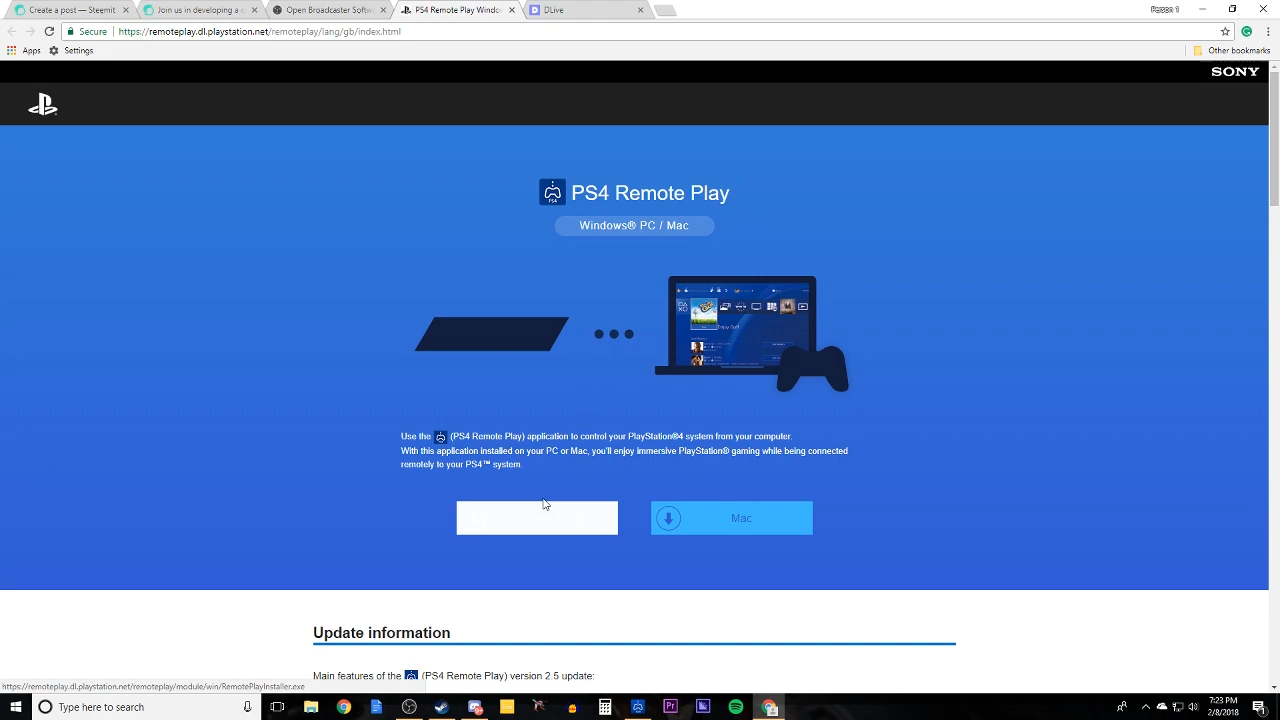 Create a post — Steemit
Join us in developing a c
Open Broadcaster Softw
PS4 Remote Play Window
DLive
Secure
https://remoteplay.dl.playstation.net/remoteplay/lang/gb/index.html
Apps
Settings
Other bookmarks
SONY
PS4 Remote Play
Windows® PC / Mac
Use the (PS4 Remote Play) application to control your PlayStation®4 system from your computer.
With this application installed on your PC or Mac, you'll enjoy immersive PlayStation® gaming while being connected
remotely to your PS4™ system.
Mac
Update information
Main features of the (PS4 Remote Play) version 2.5 update:
https://remoteplay.dl.playstation.net/remoteplay/module/win/RemotePlayInstaller.exe
Type here to search
7:23 PM
2/8/2018